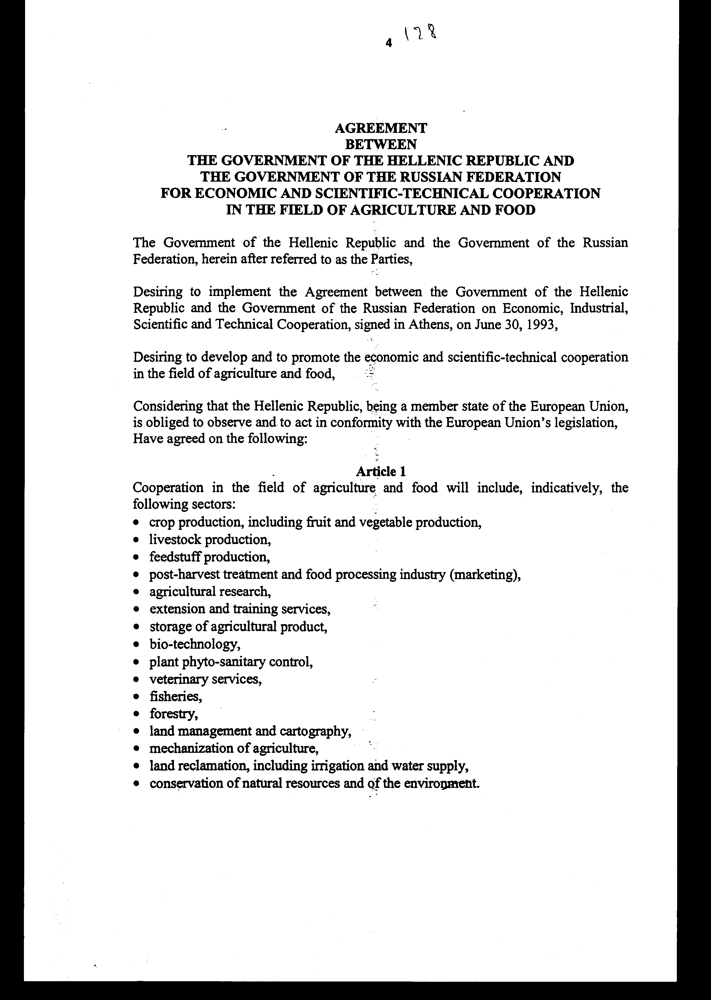 4 128
AGREEMENT
BETWEEN
THE GOVERNMENT OF THE HELLENIC REPUBLIC AND
THE GOVERNMENT OF THE RUSSIAN FEDERATION
FOR ECONOMIC AND SCIENTIFIC-TECHNICAL COOPERATION
IN THE FIELD OF AGRICULTURE AND FOOD
The Government of the Hellenic Republic and the Government of the Russian
Federation, herein after referred to as the Parties,
Desiring to implement the Agreement between the Government of the Hellenic
Republic and the Government of the Russian Federation on Economic, Industrial,
Scientific and Technical Cooperation, signed in Athens, on June 30, 1993,
Desiring to develop and to promote the economic and scientific-technical cooperation
in the field of agriculture and food,
Considering that the Hellenic Republic, being a member state of the European Union,
is obliged to observe and to act in conformity with the European Union's legislation,
Have agreed on the following:
Article 1
Cooperation in the field of agriculture and food will include, indicatively, the
following sectors:
• crop production, including fruit and vegetable production,
• livestock production,
• feedstuff production,
• post-harvest treatment and food processing industry (marketing),
• agricultural research,
• extension and training services,
• storage of agricultural product,
• bio-technology,
• plant phyto-sanitary control,
• veterinary services,
• fisheries,
• forestry,
• land management and cartography,
• mechanization of agriculture,
• land reclamation, including irrigation and water supply,
• conservation of natural resources and of the environment.